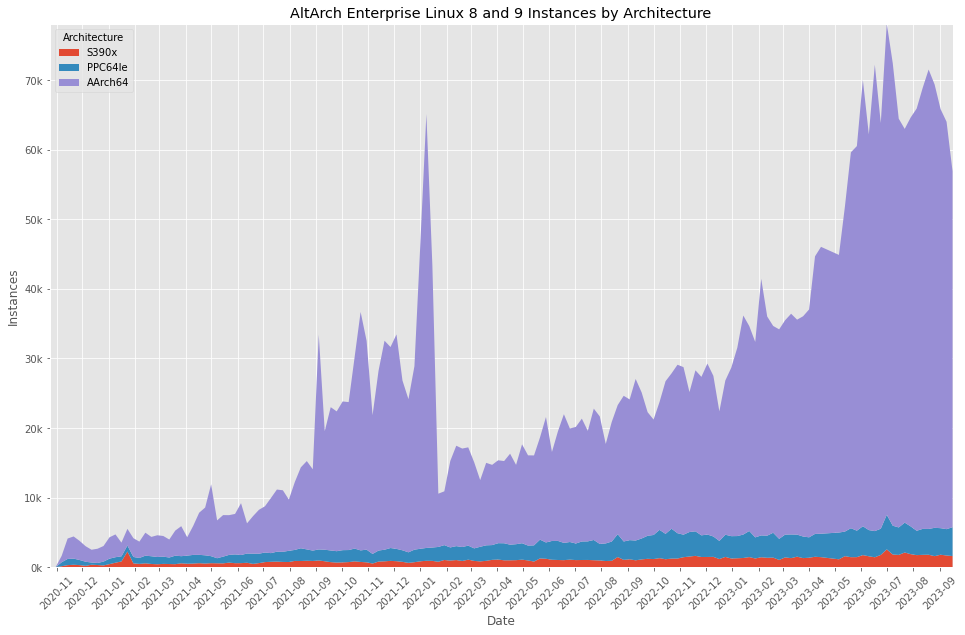 AltArch Enterprise Linux 8 and 9 Instances by Architecture
Architecture
S390x
PPC64le
AArch64
70k
60k
50k
40k
30k
20k
10k
0k
Instances
2020-11
2020-12
2021-01
2021-02
2021-03
2021-04
2021-05
2021-06
2021-07
2021-08
2021-09
2021-10
2021-11
2021-12
2022-01
2022-02
2022-03
2022-04
2022-05
2022-06
2022-07
2022-08
2022-09
2022-10
2022-11
2022-12
2023-01
2023-02
2023-03
2023-04
2023-05
2023-06
2023-07
2023-08
2023-09
Date